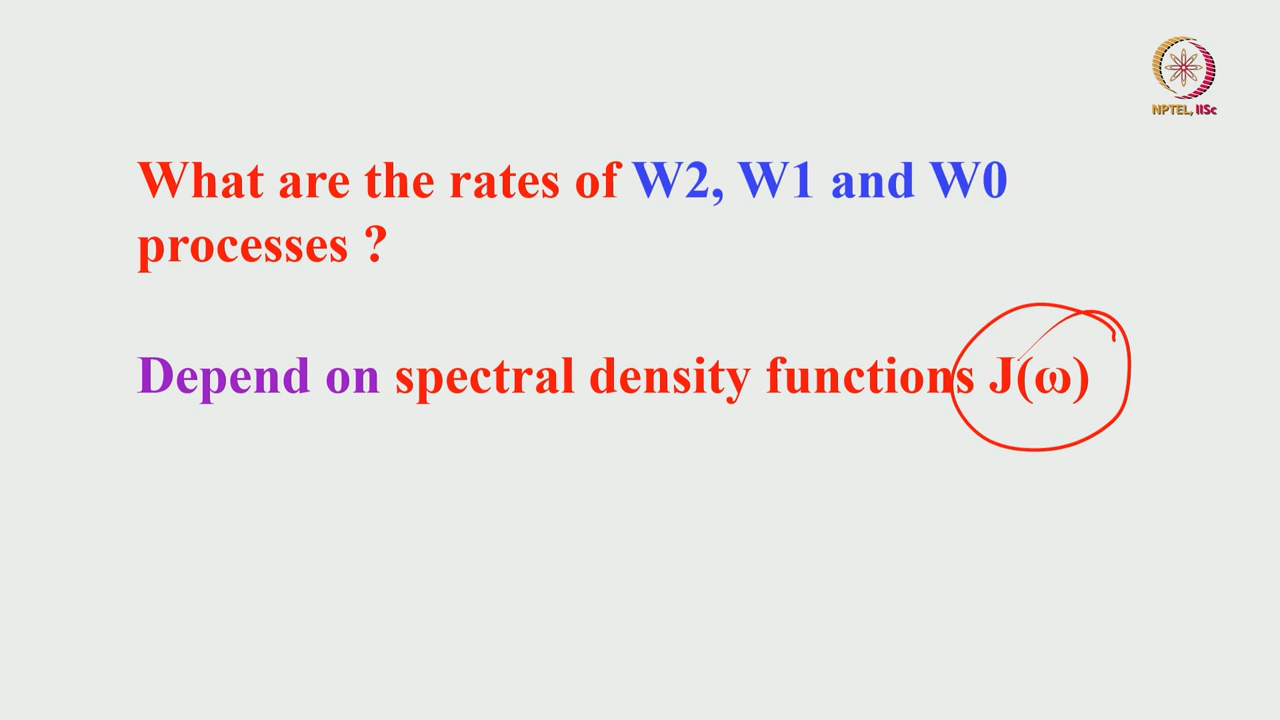 NPTEL, IISc
What are the rates of W2, W1 and W0
processes ?
Depend on spectral density functions J(ω)